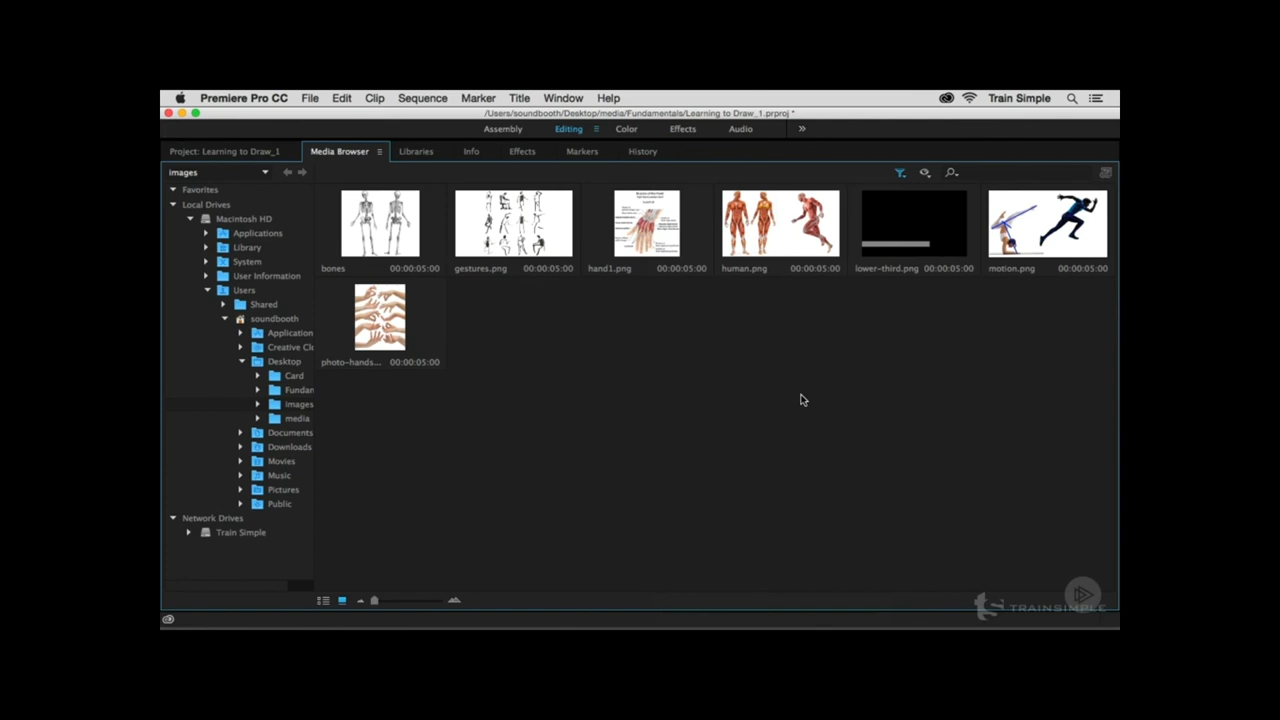 Premiere Pro CC File Edit Clip Sequence Marker Title Window Help Train Simple
/Users/soundbooth/Desktop/media/Fundamentals/Learning to Draw_1.prproj *
Assembly Editing Color Effects Audio
Project: Learning to Draw_1 Media Browser Libraries Info Effects Markers History
images
Favorites
Local Drives
Macintosh HD
Applications
Library
System
User Information
Users
Shared
soundbooth
Application
Creative Clo
Desktop
Card
Fundan
images
media
Documents
Downloads
Movies
Music
Pictures
Public
Network Drives
Train Simple
bones 00:00:05:00 gestures.png 00:00:05:00 hand1.png 00:00:05:00 human.png 00:00:05:00 lower-third.png 00:00:05:00 motion.png 00:00:05:00
photo-hands... 00:00:05:00
ts TRAINSIMPLE